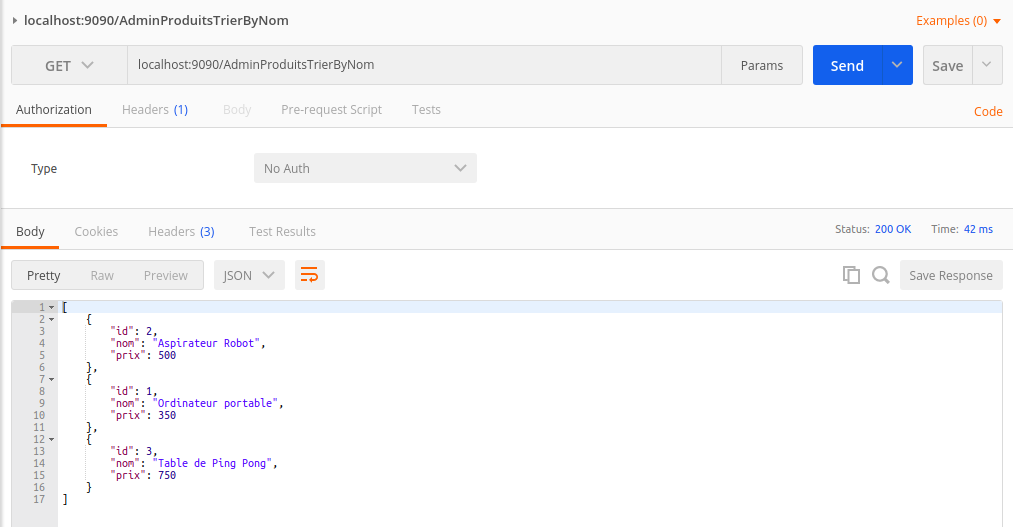 localhost:9090/AdminProduitsTrierByNom Examples (0)
GET localhost:9090/AdminProduitsTrierByNom Params Send Save
Authorization Headers (1) Body Pre-request Script Tests Code
Type No Auth
Body Cookies Headers (3) Test Results Status: 200 OK Time: 42 ms
Pretty Raw Preview JSON Save Response
1 [
2 {
3 "id": 2,
4 "nom": "Aspirateur Robot",
5 "prix": 500
6 },
7 {
8 "id": 1,
9 "nom": "Ordinateur portable",
10 "prix": 350
11 },
12 {
13 "id": 3,
14 "nom": "Table de Ping Pong",
15 "prix": 750
16 }
17 ]